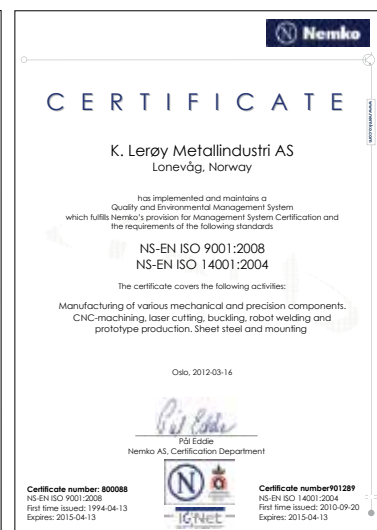 Nemko
CERTIFICATE
www.nemko.com
K. Lerøy Metallindustri AS
Lonevåg, Norway
has implemented and maintains a
Quality and Environmental Management System
which fulfills Nemko's provision for Management System Certification and
the requirements of the following standards
NS-EN ISO 9001:2008
NS-EN ISO 14001:2004
The certificate covers the following activities:
Manufacturing of various mechanical and precision components.
CNC-machining, laser cutting, buckling, robot welding and
prototype production. Sheet steel and mounting
Oslo, 2012-03-16
Pål Eddie
Pål Eddie
Nemko AS, Certification Department
Certificate number: 800088
NS-EN ISO 9001:2008
First time issued: 1994-04-13
Expires: 2015-04-13
N
IQNet
Certificate number901289
NS-EN ISO 14001:2004
First time issued: 2010-09-20
Expires: 2015-04-13